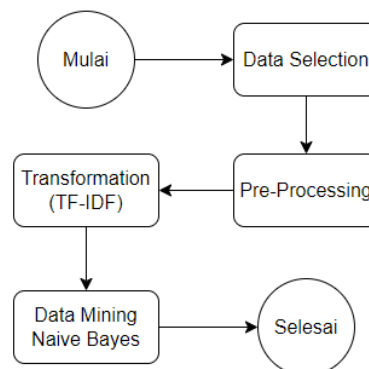 Mulai
Data Selection
Pre-Processing
Transformation
(TF-IDF)
Data Mining
Naive Bayes
Selesai